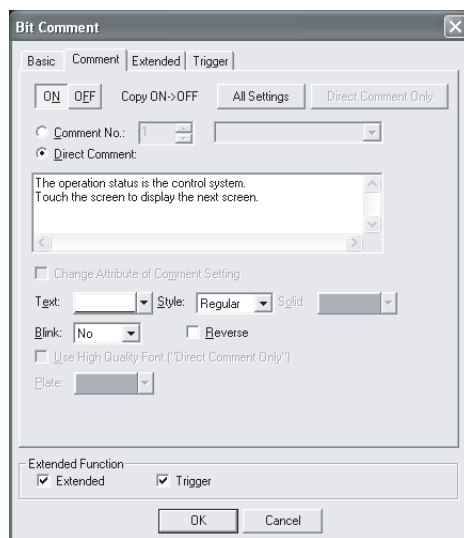 Bit Comment
Basic Comment Extended Trigger
ON OFF Copy ON->OFF All Settings Direct Comment Only
Comment No.: 1
Direct Comment:
The operation status is the control system.
Touch the screen to display the next screen.
Change Attribute of Comment Setting
Text: Style: Regular Solid:
Blink: No Reverse
Use High Quality Font ("Direct Comment Only")
Plate:
Extended Function
Extended Trigger
OK Cancel